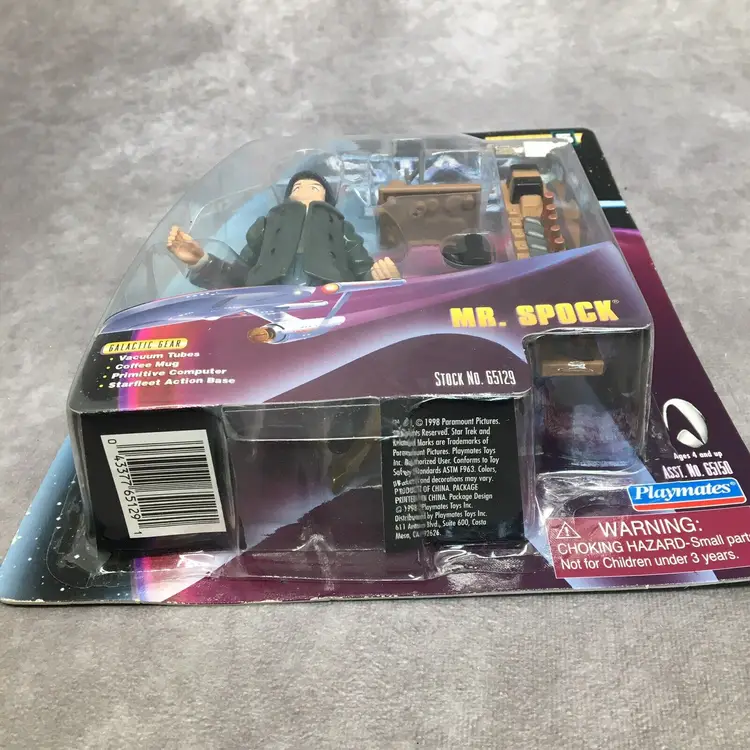 MR. SPOCK®
GALACTIC GEAR
• Vacuum Tubes
• Coffee Mug
• Primitive Computer
• Starfleet Action Base
STOCK NO. 65129
0 43377 65129 1
© 1998 Paramount Pictures.
Rights Reserved. Star Trek and
Related Marks are Trademarks of
Paramount Pictures. Playmates Toys
Inc. Authorized User. Conforms to Toy
Safety Standards ASTM F963. Colors,
and decorations may vary.
PRODUCT OF CHINA. PACKAGE
PRINTED IN CHINA. Package Design
© 1998 Playmates Toys Inc.
Distributed by Playmates Toys Inc.
611 Anton Blvd., Suite 600, Costa
Mesa, CA 92626.
Ages 4 and up
ASST. NO. 65150
Playmates®
WARNING:
CHOKING HAZARD-Small part
Not for Children under 3 years.